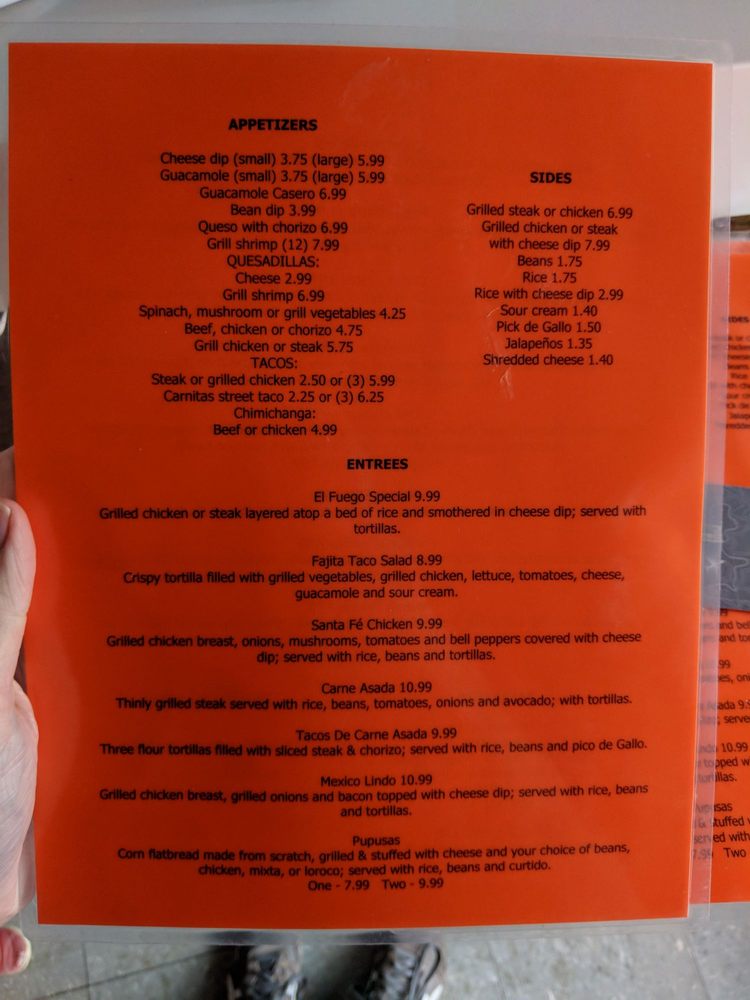 APPETIZERS
Cheese dip (small) 3.75 (large) 5.99
Guacamole (small) 3.75 (large) 5.99
Guacamole Casero 6.99
Bean dip 3.99
Queso with chorizo 6.99
Grill shrimp (12) 7.99
QUESADILLAS:
Cheese 2.99
Grill shrimp 6.99
Spinach, mushroom or grill vegetables 4.25
Beef, chicken or chorizo 4.75
Grill chicken or steak 5.75
TACOS:
Steak or grilled chicken 2.50 or (3) 5.99
Carnitas street taco 2.25 or (3) 6.25
Chimichanga:
Beef or chicken 4.99
SIDES
Grilled steak or chicken 6.99
Grilled chicken or steak
with cheese dip 7.99
Beans 1.75
Rice 1.75
Rice with cheese dip 2.99
Sour cream 1.40
Pick de Gallo 1.50
Jalapeños 1.35
Shredded cheese 1.40
ENTREES
El Fuego Special 9.99
Grilled chicken or steak layered atop a bed of rice and smothered in cheese dip; served with
tortillas.
Fajita Taco Salad 8.99
Crispy tortilla filled with grilled vegetables, grilled chicken, lettuce, tomatoes, cheese,
guacamole and sour cream.
Santa Fé Chicken 9.99
Grilled chicken breast, onions, mushrooms, tomatoes and bell peppers covered with cheese
dip; served with rice, beans and tortillas.
Carne Asada 10.99
Thinly grilled steak served with rice, beans, tomatoes, onions and avocado; with tortillas.
Tacos De Carne Asada 9.99
Three flour tortillas filled with sliced steak & chorizo; served with rice, beans and pico de Gallo.
Mexico Lindo 10.99
Grilled chicken breast, grilled onions and bacon topped with cheese dip; served with rice, beans
and tortillas.
Pupusas
Corn flatbread made from scratch, grilled & stuffed with cheese and your choice of beans,
chicken, mixta, or loroco; served with rice, beans and curtido.
One - 7.99 Two - 9.99